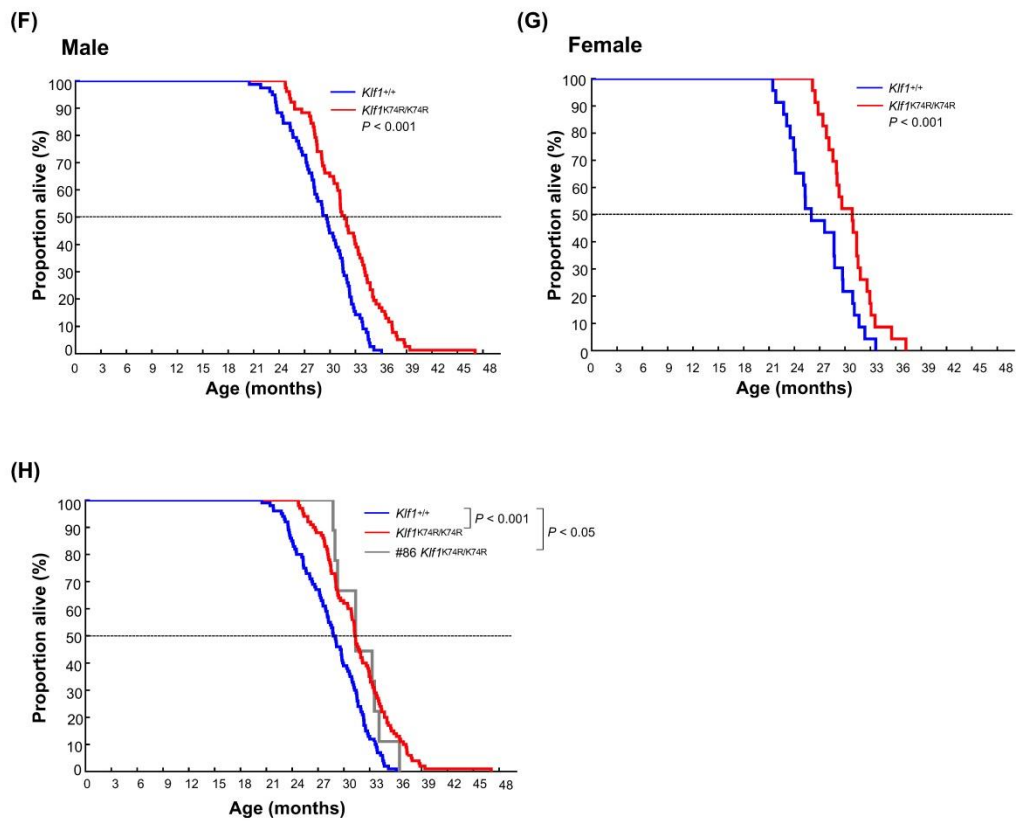 (F)
Male
Klf1+/+
Klf1K74R/K74R
P < 0.001
Proportion alive (%)
100
90
80
70
60
50
40
30
20
10
0
0 3 6 9 12 15 18 21 24 27 30 33 36 39 42 45 48
Age (months)
(G)
Female
Klf1+/+
Klf1K74R/K74R
P < 0.001
Proportion alive (%)
100
90
80
70
60
50
40
30
20
10
0
0 3 6 9 12 15 18 21 24 27 30 33 36 39 42 45 48
Age (months)
(H)
Klf1+/+
Klf1K74R/K74R
#86 Klf1K74R/K74R
P < 0.001
P < 0.05
Proportion alive (%)
100
90
80
70
60
50
40
30
20
10
0
0 3 6 9 12 15 18 21 24 27 30 33 36 39 42 45 48
Age (months)